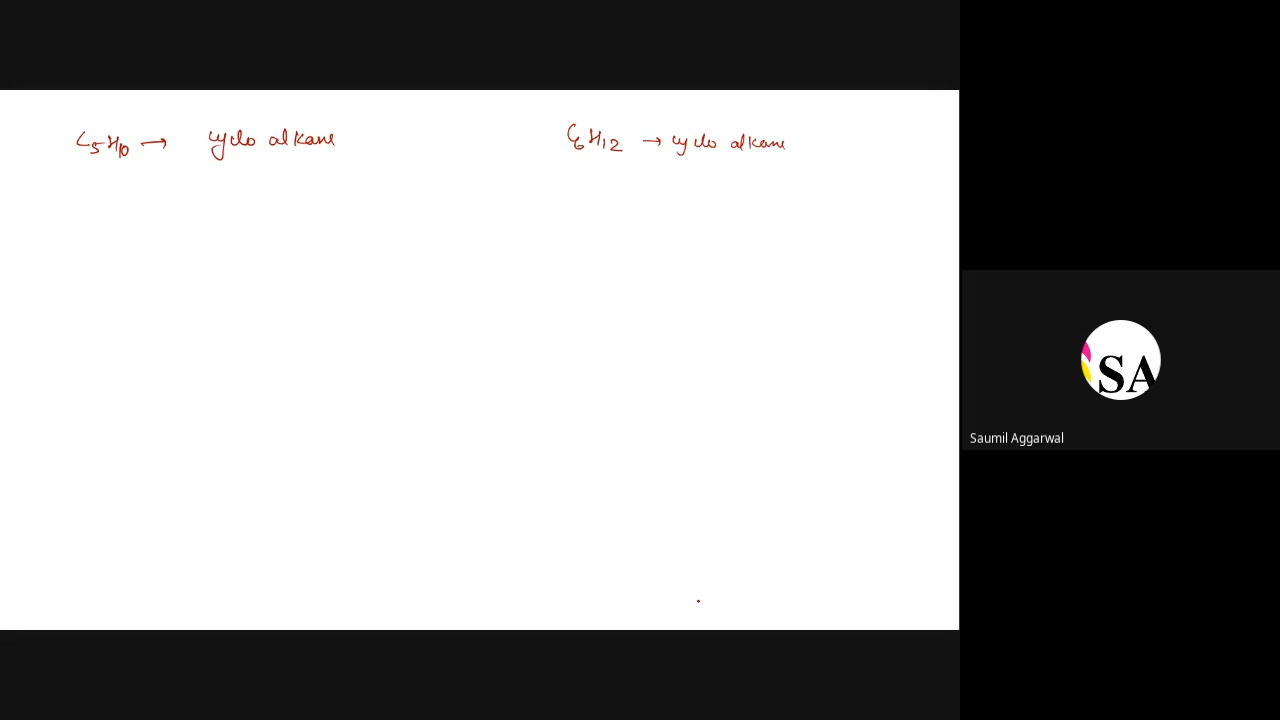 C5H10 → cyclo alkane
C6H12 → cyclo alkane
SA
Saumil Aggarwal